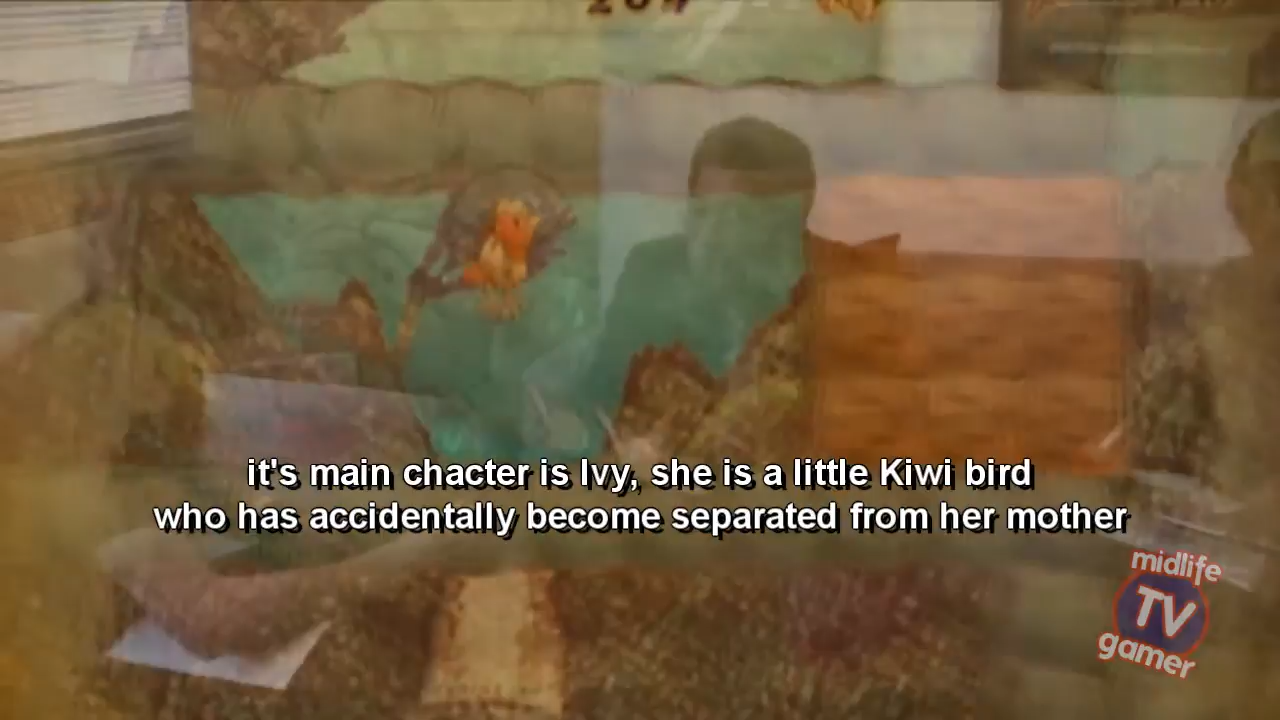 it's main chacter is Ivy, she is a little Kiwi bird
who has accidentally become separated from her mother
midlife
TV
gamer